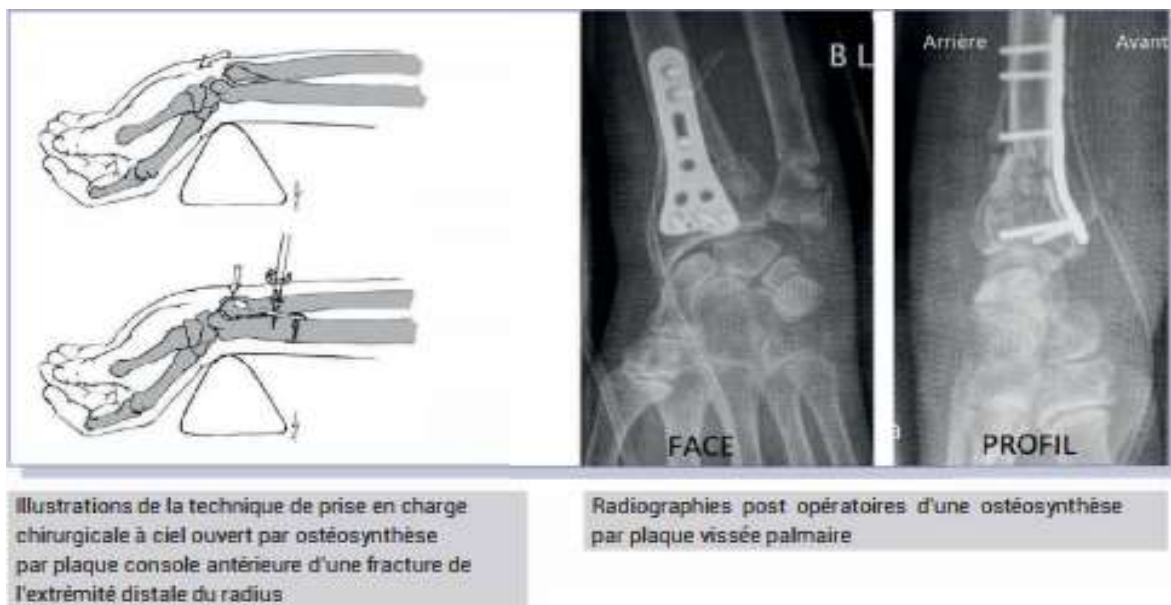 B L
FACE
Arrière
Avant
PROFIL
Illustrations de la technique de prise en charge
chirurgicale à ciel ouvert par ostéosynthèse
par plaque console antérieure d'une fracture de
l'extrémité distale du radius
Radiographies post opératoires d'une ostéosynthèse
par plaque vissée palmaire